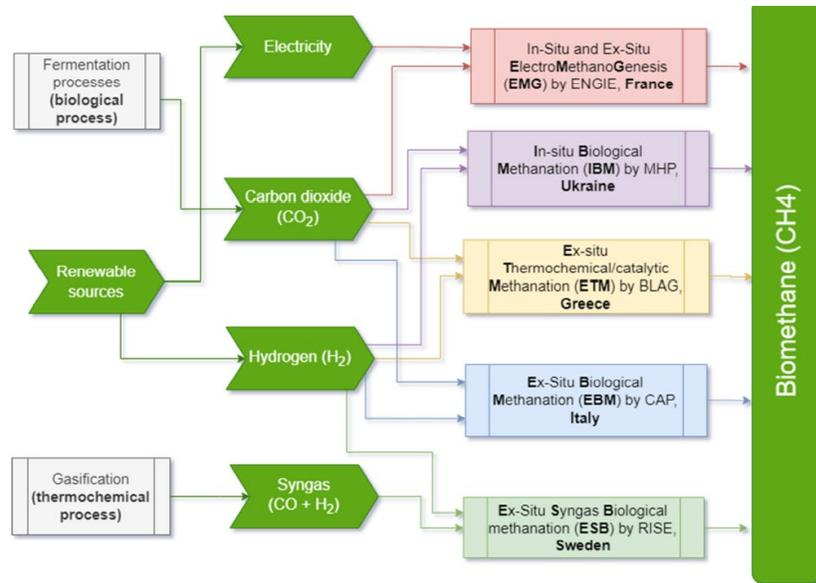 Electricity
Fermentation
processes
(biological
process)
In-Situ and Ex-Situ
ElectroMethanoGenesis
(EMG) by ENGIE, France
In-situ Biological
Methanation (IBM) by MHP,
Ukraine
Carbon dioxide
(CO₂)
Renewable
sources
Ex-situ
Thermochemical/catalytic
Methanation (ETM) by BLAG,
Greece
Hydrogen (H₂)
Ex-Situ Biological
Methanation (EBM) by CAP,
Italy
Gasification
(thermochemical
process)
Syngas
(CO + H₂)
Ex-Situ Syngas Biological
methanation (ESB) by RISE,
Sweden
Biomethane (CH4)